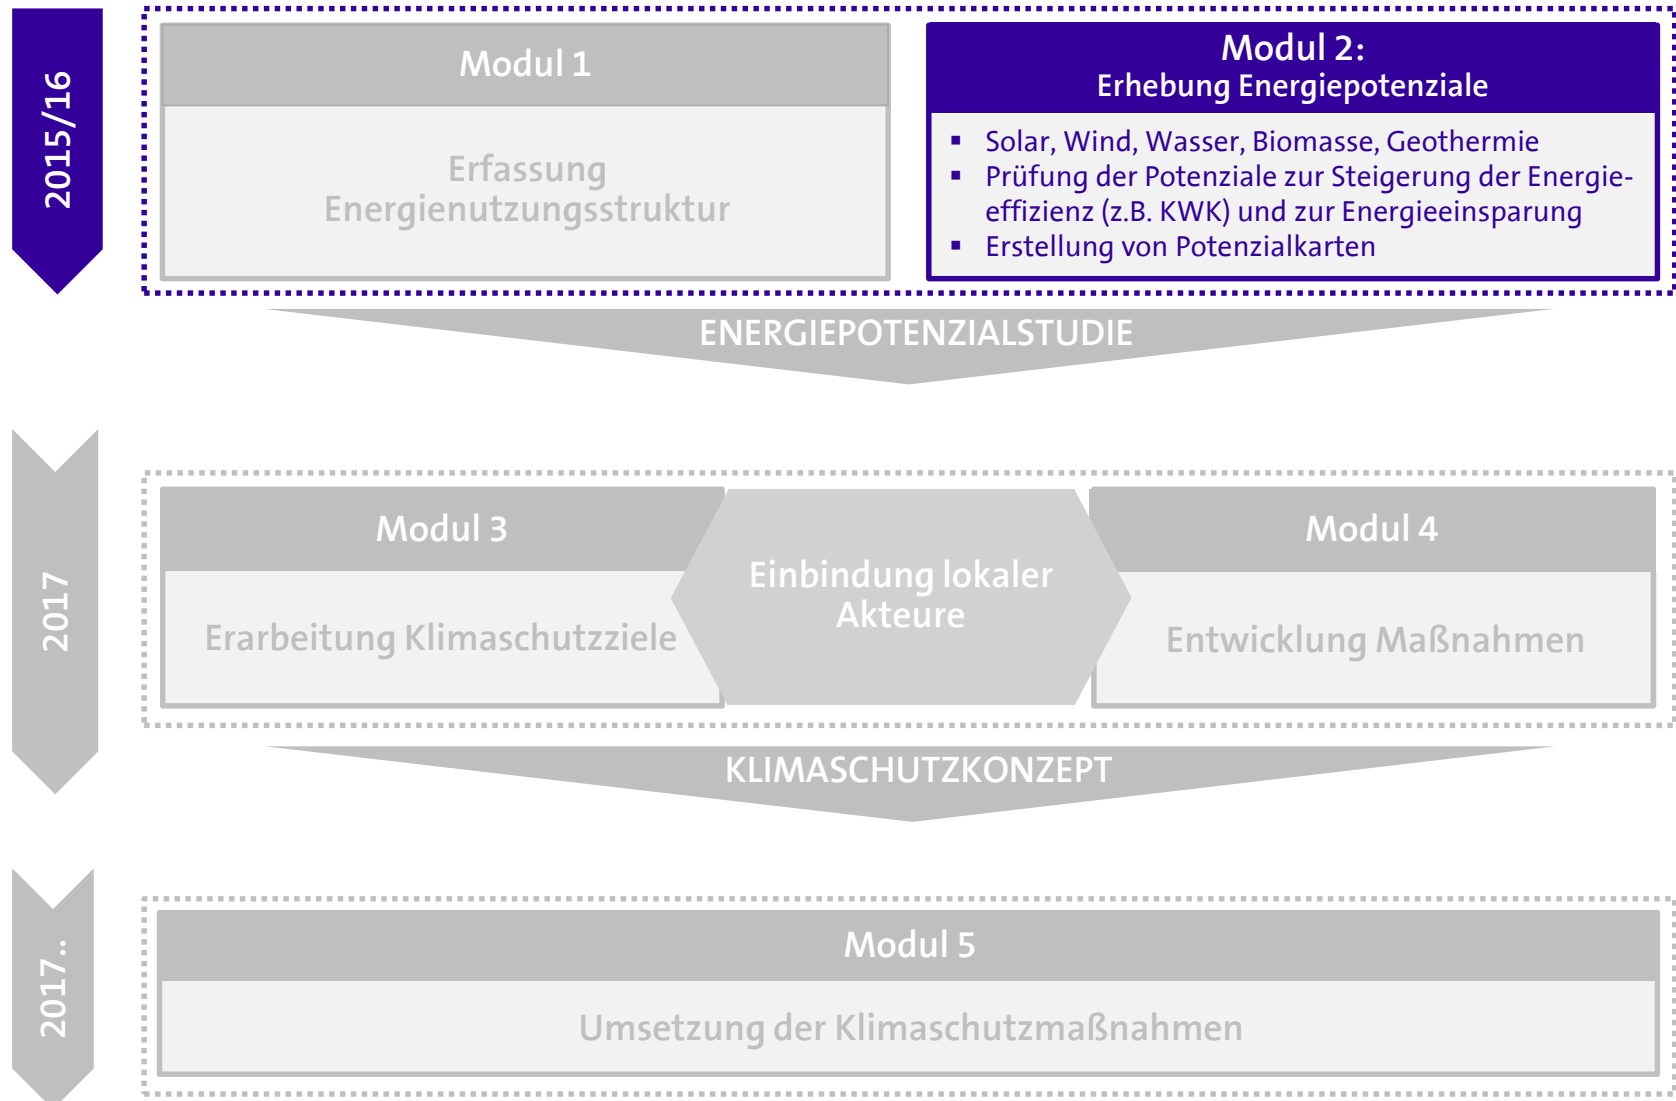 2015/16
Modul 1
Erfassung
Energienutzungsstruktur
Modul 2:
Erhebung Energiepotenziale
▪ Solar, Wind, Wasser, Biomasse, Geothermie
▪ Prüfung der Potenziale zur Steigerung der Energie-
effizienz (z.B. KWK) und zur Energieeinsparung
▪ Erstellung von Potenzialkarten
ENERGIEPOTENZIALSTUDIE
2017
Modul 3
Erarbeitung Klimaschutzziele
Einbindung lokaler
Akteure
Modul 4
Entwicklung Maßnahmen
KLIMASCHUTZKONZEPT
2017..
Modul 5
Umsetzung der Klimaschutzmaßnahmen